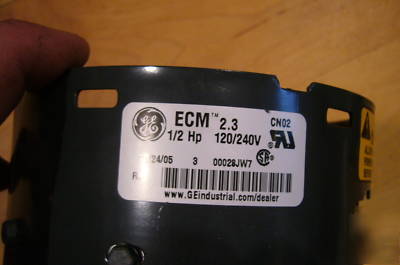 GE
ECM™ 2.3
CN02
1/2 Hp 120/240V
24/05 3 00028JW7
www.GEindustrial.com/dealer